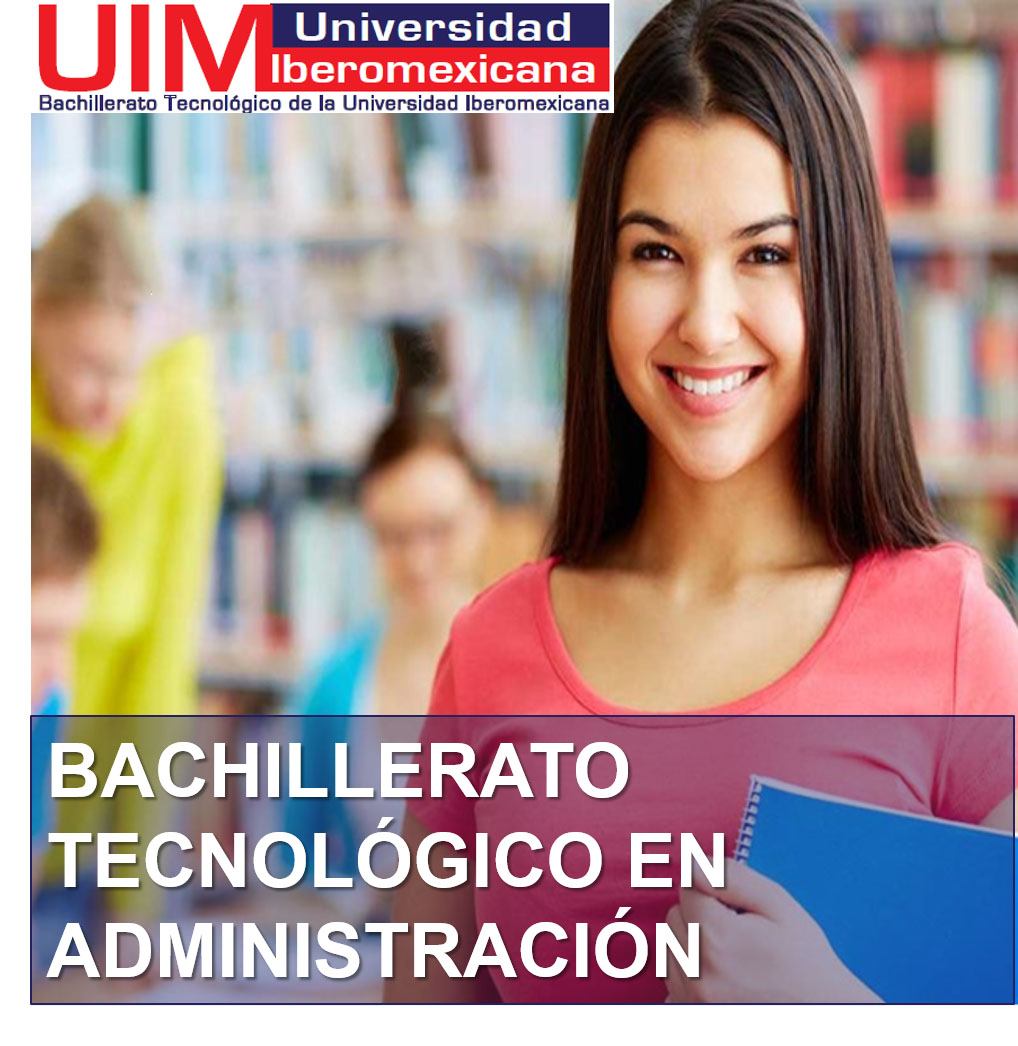 UIM Universidad
Iberomexicana
Bachillerato Tecnológico de la Universidad Iberomexicana
BACHILLERATO
TECNOLÓGICO EN
ADMINISTRACIÓN